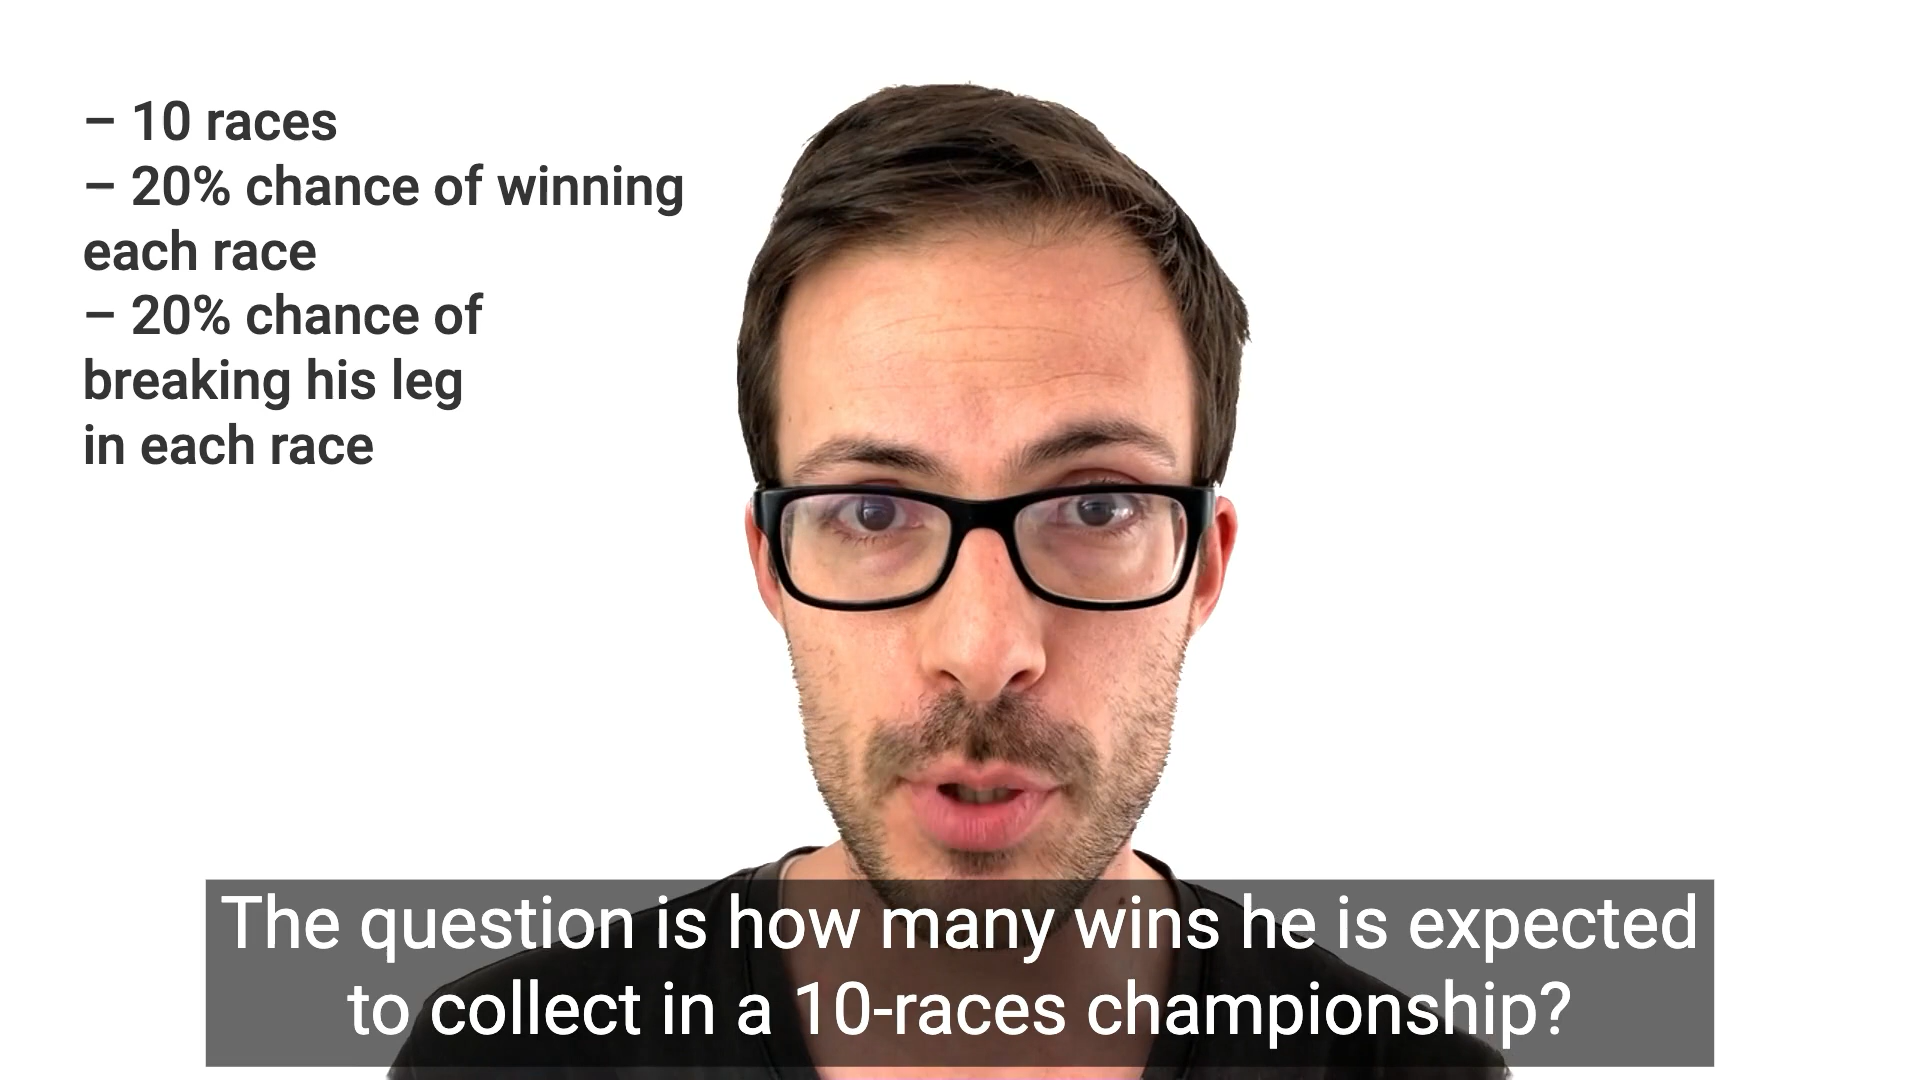 – 10 races
– 20% chance of winning
each race
– 20% chance of
breaking his leg
in each race
The question is how many wins he is expected
to collect in a 10-races championship?